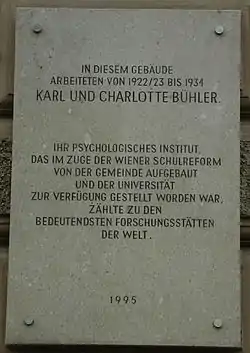 IN DIESEM GEBÄUDE
ARBEITETEN VON 1922/23 BIS 1934
KARL UND CHARLOTTE BÜHLER.
IHR PSYCHOLOGISCHES INSTITUT,
DAS IM ZUGE DER WIENER SCHULREFORM
VON DER GEMEINDE AUFGEBAUT
UND DER UNIVERSITÄT
ZUR VERFÜGUNG GESTELLT WORDEN WAR,
ZÄHLTE ZU DEN
BEDEUTENDSTEN FORSCHUNGSSTÄTTEN
DER WELT.
1995